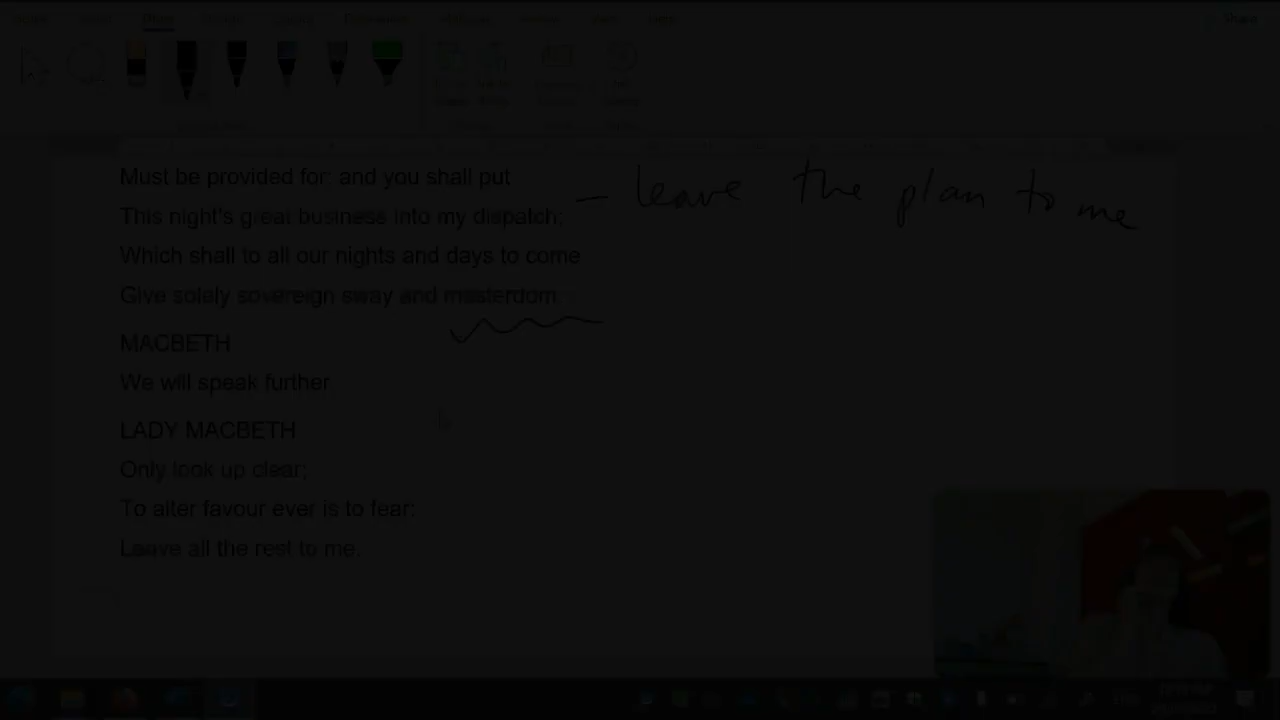 Share
Must be provided for: and you shall put
This night's great business into my dispatch;
– leave the plan to me
Which shall to all our nights and days to come
Give solely sovereign sway and masterdom.
MACBETH
We will speak further.
LADY MACBETH
Only look up clear;
To alter favour ever is to fear:
Leave all the rest to me.